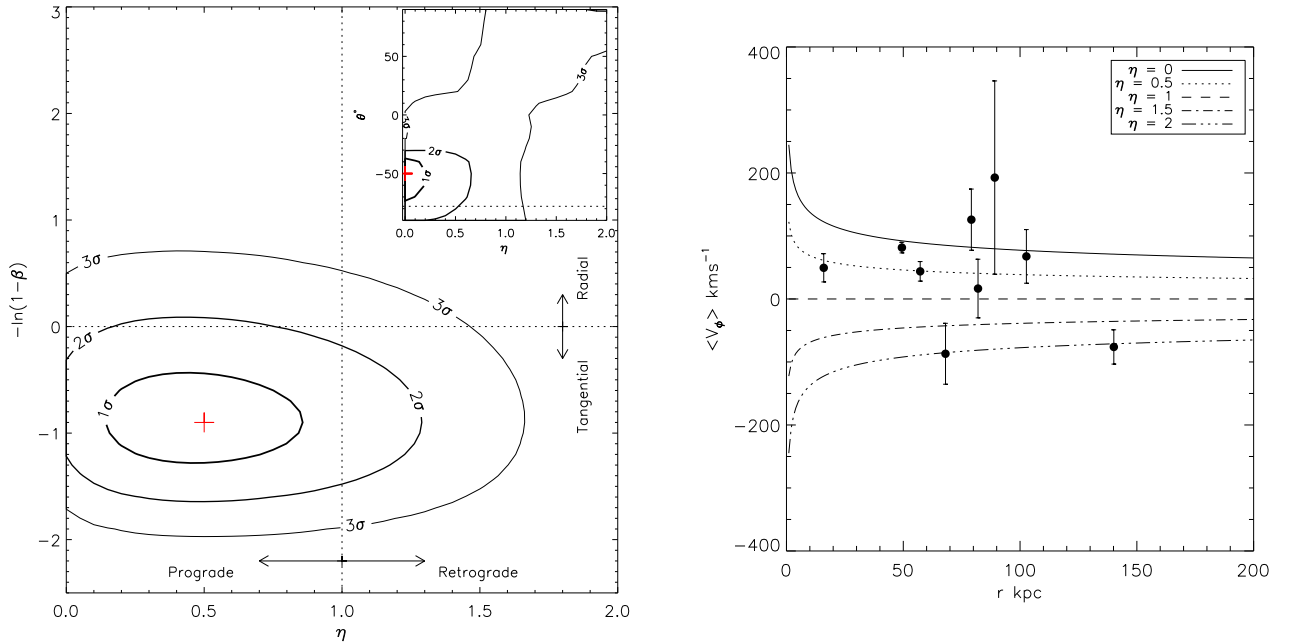 3
2
1
0
−1
−2
−ln(1−β)
0.0
0.5
1.0
1.5
2.0
η
3σ
3σ
3σ
2σ
2σ
1σ
Radial
Tangential
Prograde
Retrograde
50
0
−50
θ°
0.0
0.5
1.0
1.5
2.0
η
3σ
3σ
2σ
1σ
400
200
0
−200
−400
<Vϕ> kms⁻¹
0
50
100
150
200
r kpc
η = 0
η = 0.5
η = 1
η = 1.5
η = 2